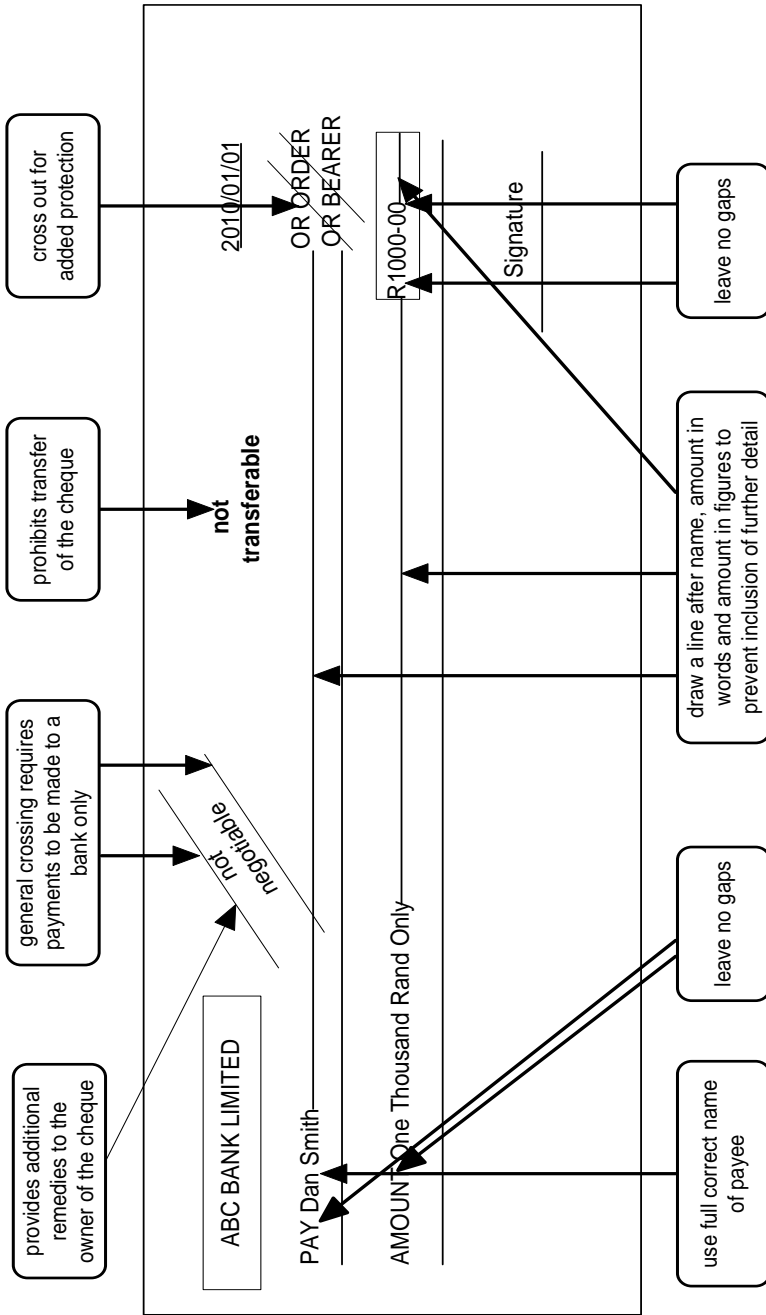 provides additional
remedies to the
owner of the cheque
general crossing requires
payments to be made to a
bank only
prohibits transfer
of the cheque
cross out for
added protection
ABC BANK LIMITED
not
negotiable
not
transferable
2010/01/01
PAY Dan Smith
OR ORDER
OR BEARER
AMOUNT One Thousand Rand Only
R1000-00
Signature
use full correct name
of payee
leave no gaps
draw a line after name, amount in
words and amount in figures to
prevent inclusion of further detail
leave no gaps